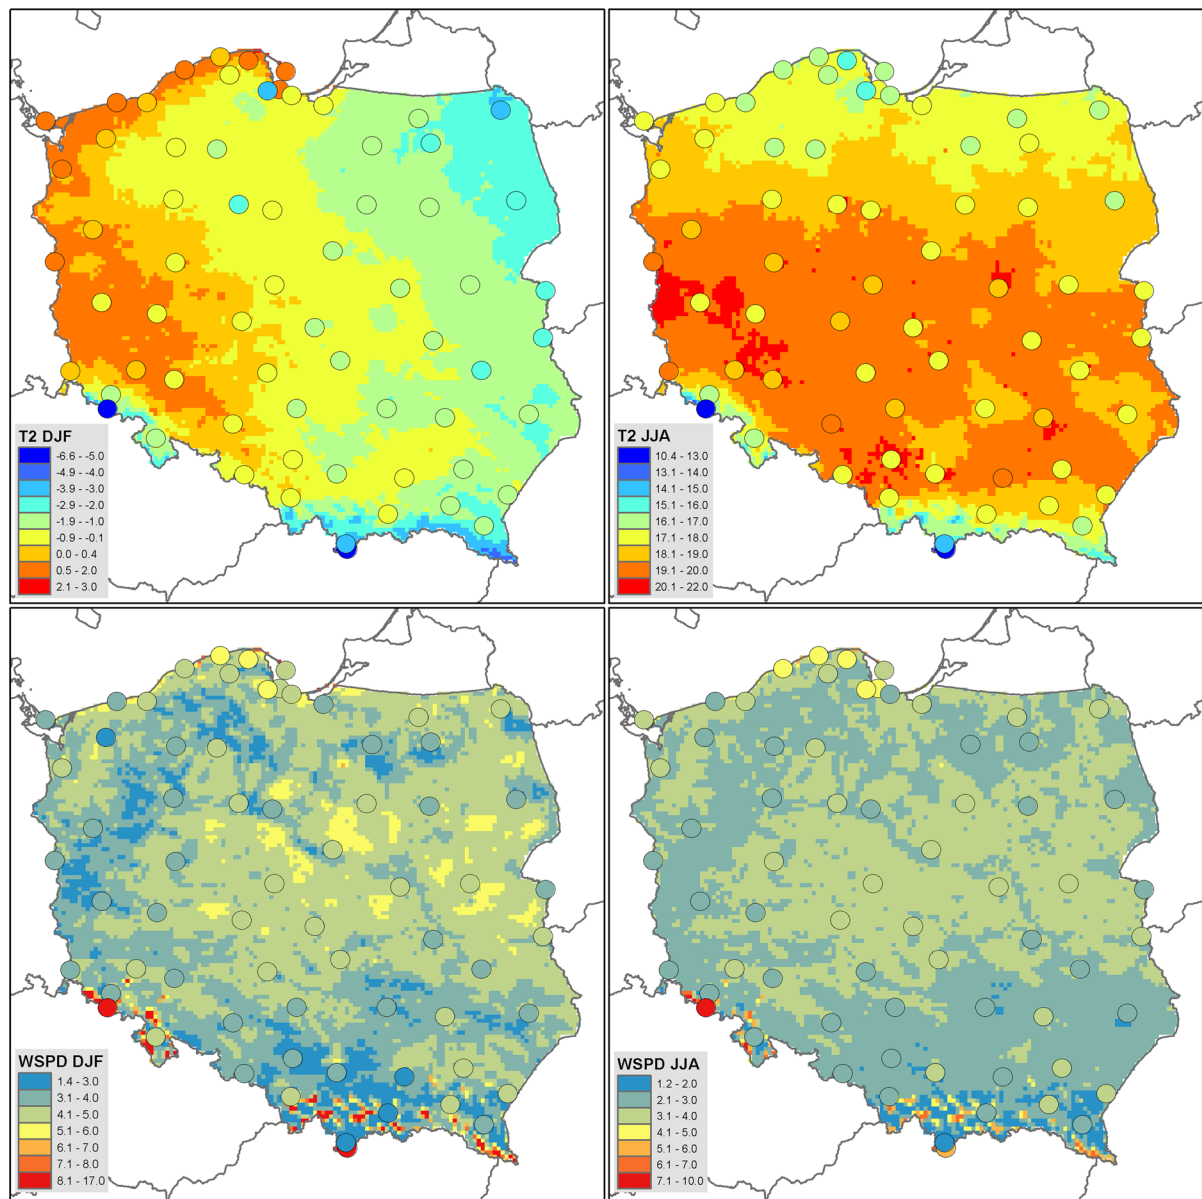 T2 DJF
-6.6 - -5.0
-4.9 - -4.0
-3.9 - -3.0
-2.9 - -2.0
-1.9 - -1.0
-0.9 - -0.1
0.0 - 0.4
0.5 - 2.0
2.1 - 3.0
T2 JJA
10.4 - 13.0
13.1 - 14.0
14.1 - 15.0
15.1 - 16.0
16.1 - 17.0
17.1 - 18.0
18.1 - 19.0
19.1 - 20.0
20.1 - 22.0
WSPD DJF
1.4 - 3.0
3.1 - 4.0
4.1 - 5.0
5.1 - 6.0
6.1 - 7.0
7.1 - 8.0
8.1 - 17.0
WSPD JJA
1.2 - 2.0
2.1 - 3.0
3.1 - 4.0
4.1 - 5.0
5.1 - 6.0
6.1 - 7.0
7.1 - 10.0